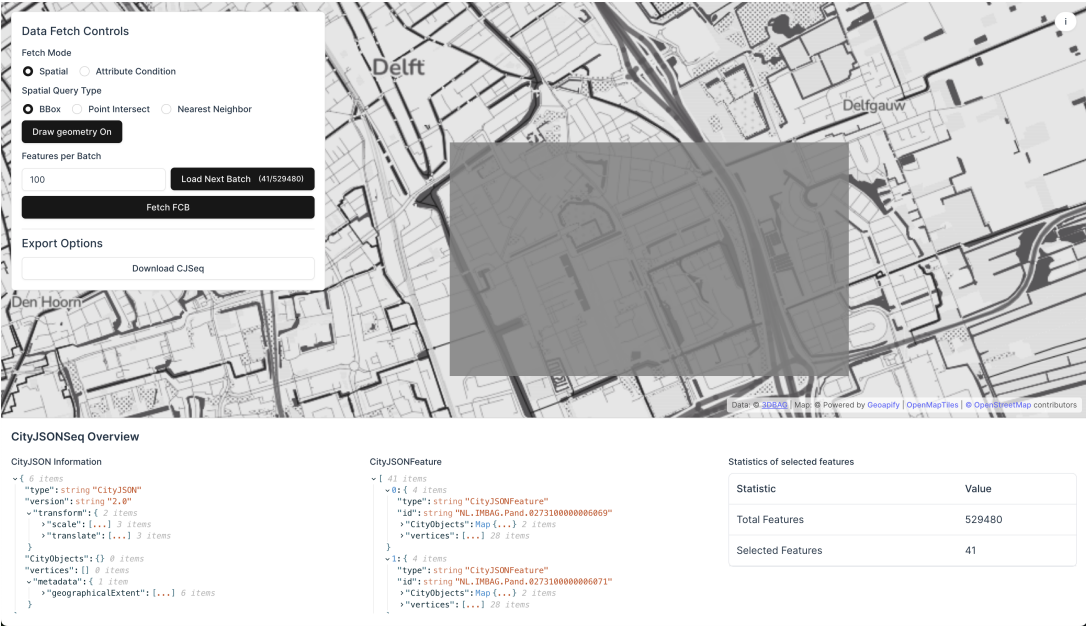 Data Fetch Controls
Fetch Mode
Spatial Attribute Condition
Spatial Query Type
BBox Point Intersect Nearest Neighbor
Draw geometry On
Features per Batch
100 Load Next Batch (41/529480)
Fetch FCB
Export Options
Download CJSeq
Delft
Delfgauw
Den Hoorn
i
Data: © 3DBAG | Map: © Powered by Geoapify | OpenMapTiles | © OpenStreetMap contributors
CityJSONSeq Overview
CityJSON Information
{ 6 items
"type": string "CityJSON"
"version": string "2.0"
"transform": { 2 items
"scale": [...] 3 items
"translate": [...] 3 items
}
"CityObjects": {} 0 items
"vertices": [] 0 items
"metadata": { 1 item
"geographicalExtent": [...] 6 items
}
CityJSONFeature
[ 41 items
0: { 4 items
"type": string "CityJSONFeature"
"id": string "NL.IMBAG.Pand.0273100000006069"
"CityObjects": Map {...} 2 items
"vertices": [...] 28 items
}
1: { 4 items
"type": string "CityJSONFeature"
"id": string "NL.IMBAG.Pand.0273100000006071"
"CityObjects": Map {...} 2 items
"vertices": [...] 28 items
Statistics of selected features
Statistic Value
Total Features 529480
Selected Features 41